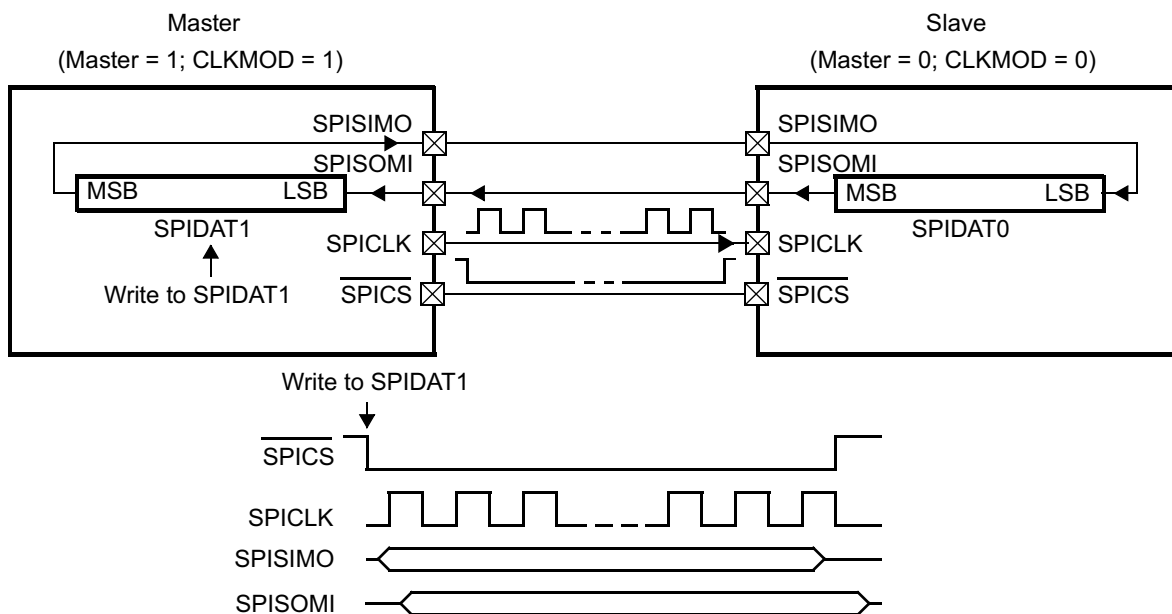 Master
(Master = 1; CLKMOD = 1)
Slave
(Master = 0; CLKMOD = 0)
SPISIMO
SPISIMO
SPISOMI
SPISOMI
MSB LSB
MSB LSB
SPIDAT1
SPIDAT0
SPICLK
SPICLK
Write to SPIDAT1
SPICS
SPICS
Write to SPIDAT1
SPICS
SPICLK
SPISIMO
SPISOMI